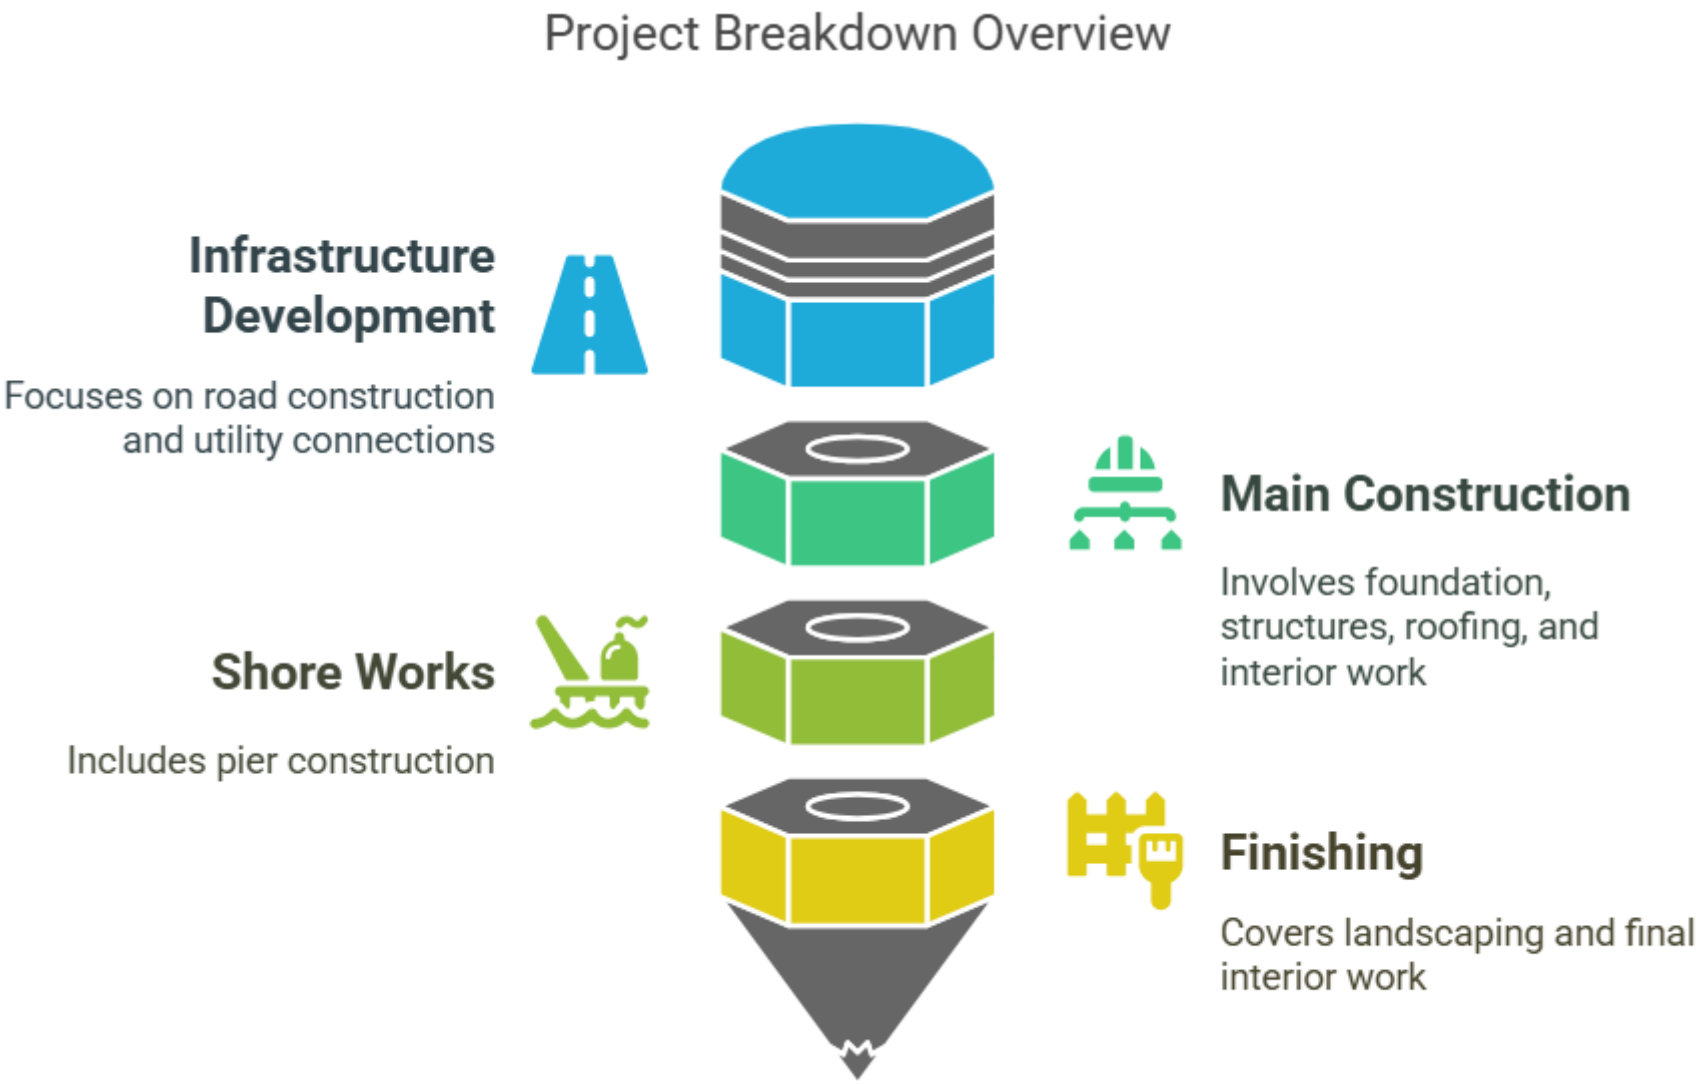 Project Breakdown Overview
Infrastructure
Development
Focuses on road construction
and utility connections
Main Construction
Involves foundation,
structures, roofing, and
interior work
Shore Works
Includes pier construction
Finishing
Covers landscaping and final
interior work